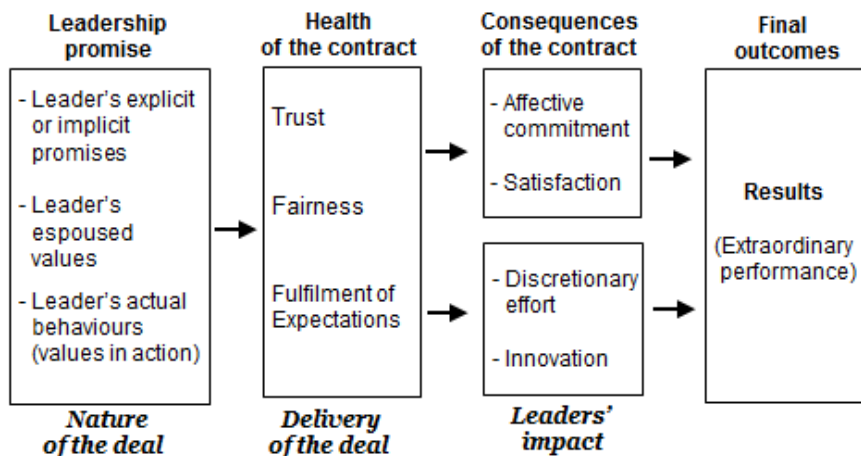 Leadership
promise
- Leader's explicit
or implicit
promises
- Leader's
espoused
values
- Leader's actual
behaviours
(values in action)
Nature
of the deal
Health
of the contract
Trust
Fairness
Fulfilment of
Expectations
Delivery
of the deal
Consequences
of the contract
- Affective
commitment
- Satisfaction
- Discretionary
effort
- Innovation
Leaders'
impact
Final
outcomes
Results
(Extraordinary
performance)